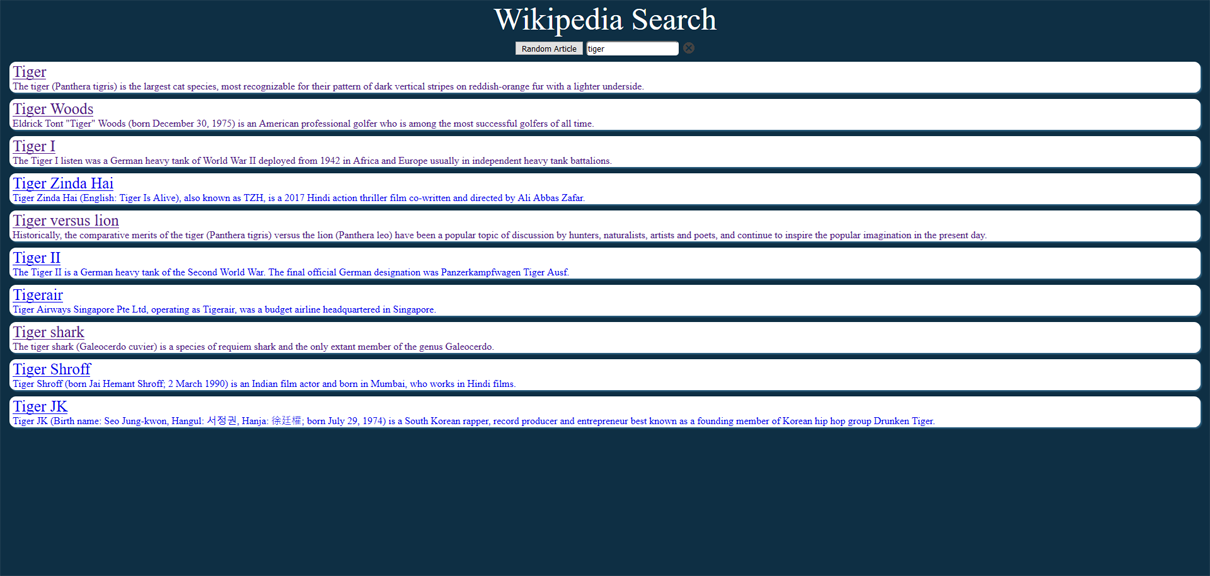 Wikipedia Search
Random Article tiger
Tiger
The tiger (Panthera tigris) is the largest cat species, most recognizable for their pattern of dark vertical stripes on reddish-orange fur with a lighter underside.
Tiger Woods
Eldrick Tont "Tiger" Woods (born December 30, 1975) is an American professional golfer who is among the most successful golfers of all time.
Tiger I
The Tiger I listen was a German heavy tank of World War II deployed from 1942 in Africa and Europe usually in independent heavy tank battalions.
Tiger Zinda Hai
Tiger Zinda Hai (English: Tiger Is Alive), also known as TZH, is a 2017 Hindi action thriller film co-written and directed by Ali Abbas Zafar.
Tiger versus lion
Historically, the comparative merits of the tiger (Panthera tigris) versus the lion (Panthera leo) have been a popular topic of discussion by hunters, naturalists, artists and poets, and continue to inspire the popular imagination in the present day.
Tiger II
The Tiger II is a German heavy tank of the Second World War. The final official German designation was Panzerkampfwagen Tiger Ausf.
Tigerair
Tiger Airways Singapore Pte Ltd, operating as Tigerair, was a budget airline headquartered in Singapore.
Tiger shark
The tiger shark (Galeocerdo cuvier) is a species of requiem shark and the only extant member of the genus Galeocerdo.
Tiger Shroff
Tiger Shroff (born Jai Hemant Shroff; 2 March 1990) is an Indian film actor and born in Mumbai, who works in Hindi films.
Tiger JK
Tiger JK (Birth name: Seo Jung-kwon, Hangul: 서정권, Hanja: 徐廷權; born July 29, 1974) is a South Korean rapper, record producer and entrepreneur best known as a founding member of Korean hip hop group Drunken Tiger.